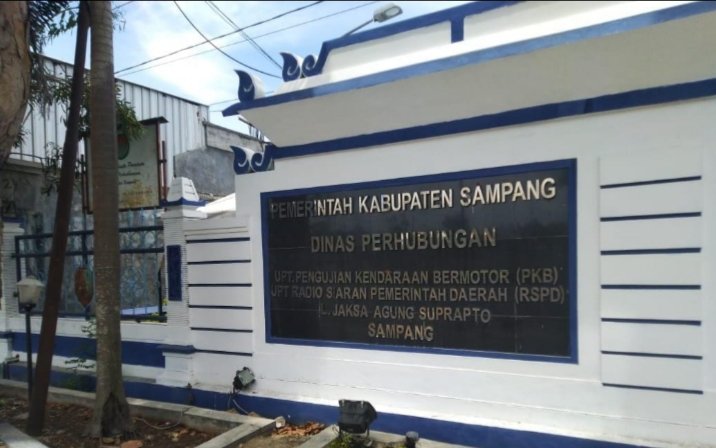 PEMERINTAH KABUPATEN SAMPANG
DINAS PERHUBUNGAN
UPT. PENGUJIAN KENDARAAN BERMOTOR (PKB)
UPT RADIO SIARAN PEMERINTAH DAERAH (RSPD)
JL. JAKSA AGUNG SUPRAPTO
SAMPANG